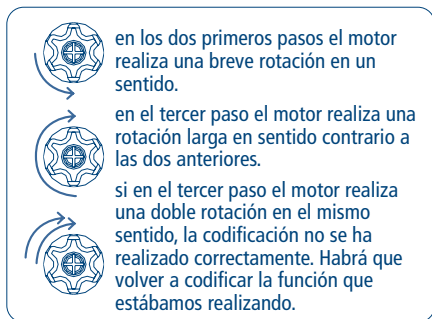 en los dos primeros pasos el motor
realiza una breve rotación en un
sentido.
en el tercer paso el motor realiza una
rotación larga en sentido contrario a
las dos anteriores.
si en el tercer paso el motor realiza
una doble rotación en el mismo
sentido, la codificación no se ha
realizado correctamente. Habrá que
volver a codificar la función que
estábamos realizando.